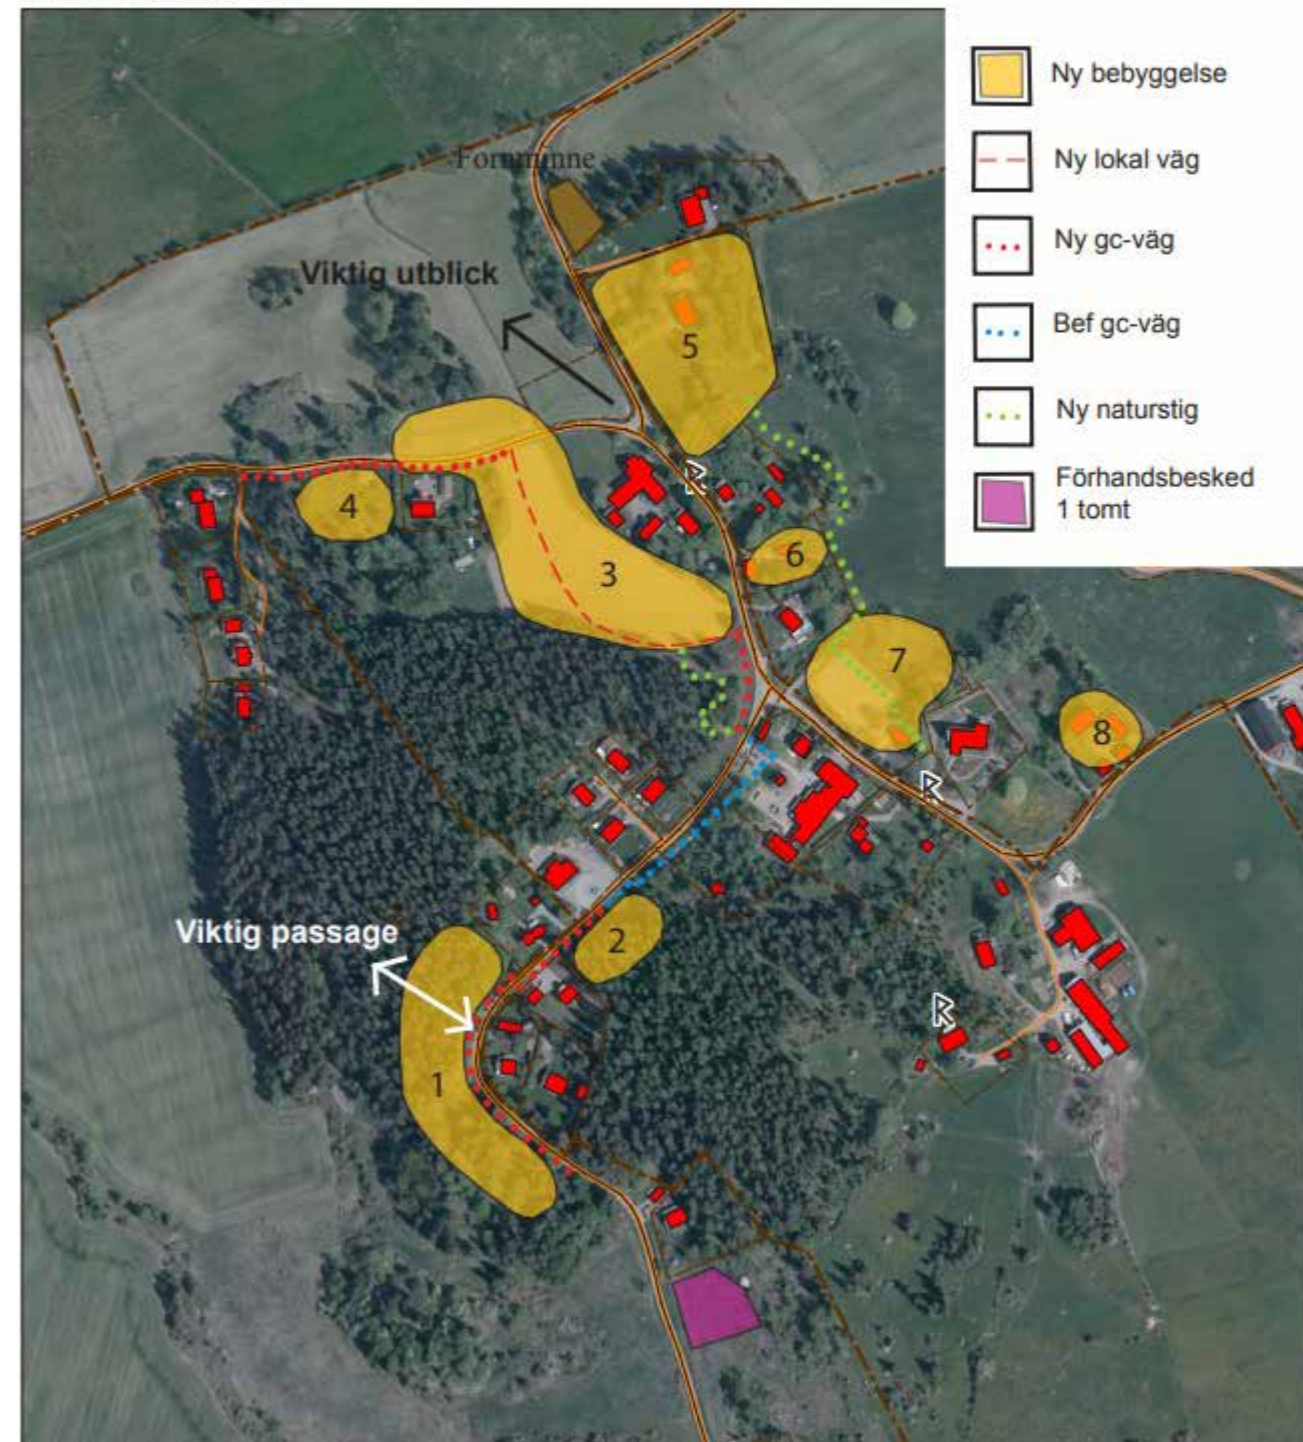 Ny bebyggelse
Ny lokal väg
Ny gc-väg
Bef gc-väg
Ny naturstig
Förhandsbesked
1 tomt
Fornminne
Viktig utblick
5
4
3
6
7
8
Viktig passage
2
1
R
R
R